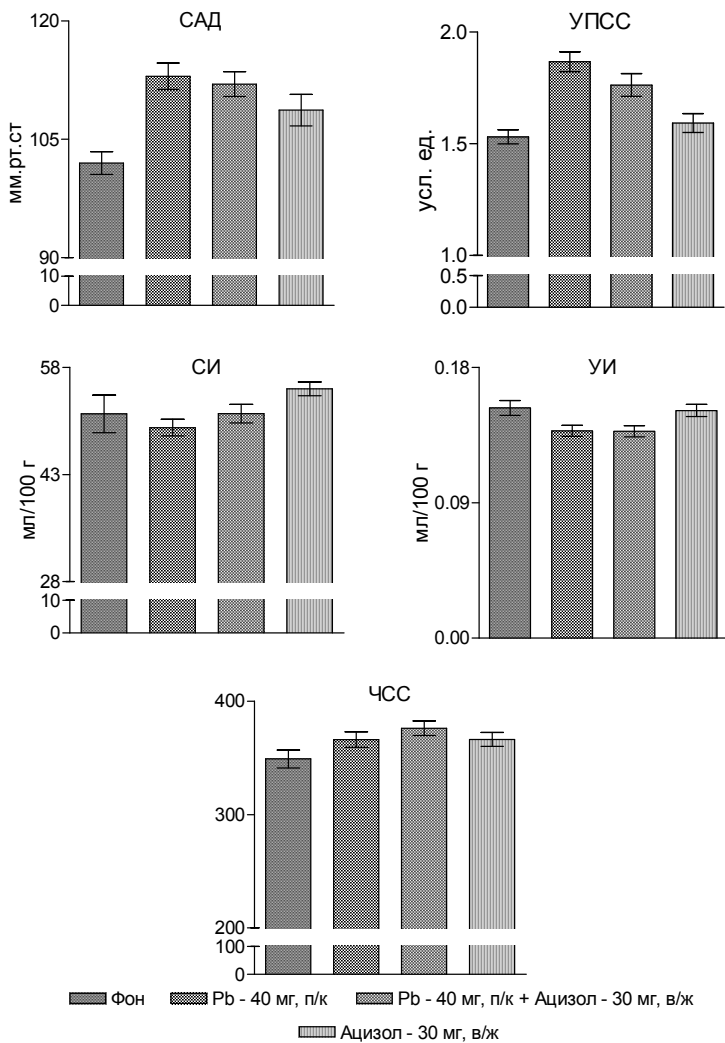 САД
120
105
90
10
0
мм.рт.ст
УПСС
2.0
1.5
1.0
0.5
0.0
усл. ед.
СИ
58
43
28
10
0
мл/100 г
УИ
0.18
0.09
0.00
мл/100 г
ЧСС
400
300
200
100
0
Фон Pb - 40 мг, п/к Pb - 40 мг, п/к + Ацизол - 30 мг, в/ж
Ацизол - 30 мг, в/ж